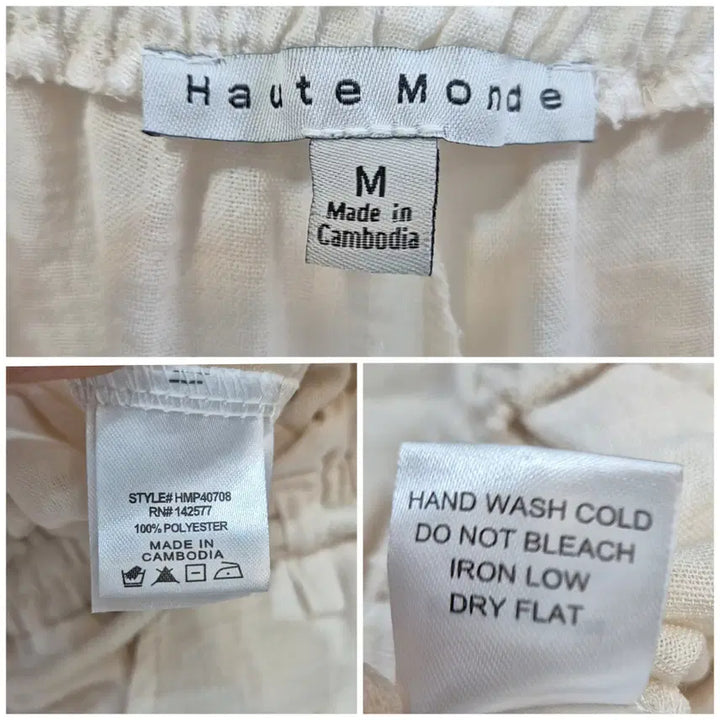 Haute Monde
M
Made in
Cambodia
STYLE# HMP40708
RN# 142577
100% POLYESTER
MADE IN
CAMBODIA
HAND WASH COLD
DO NOT BLEACH
IRON LOW
DRY FLAT